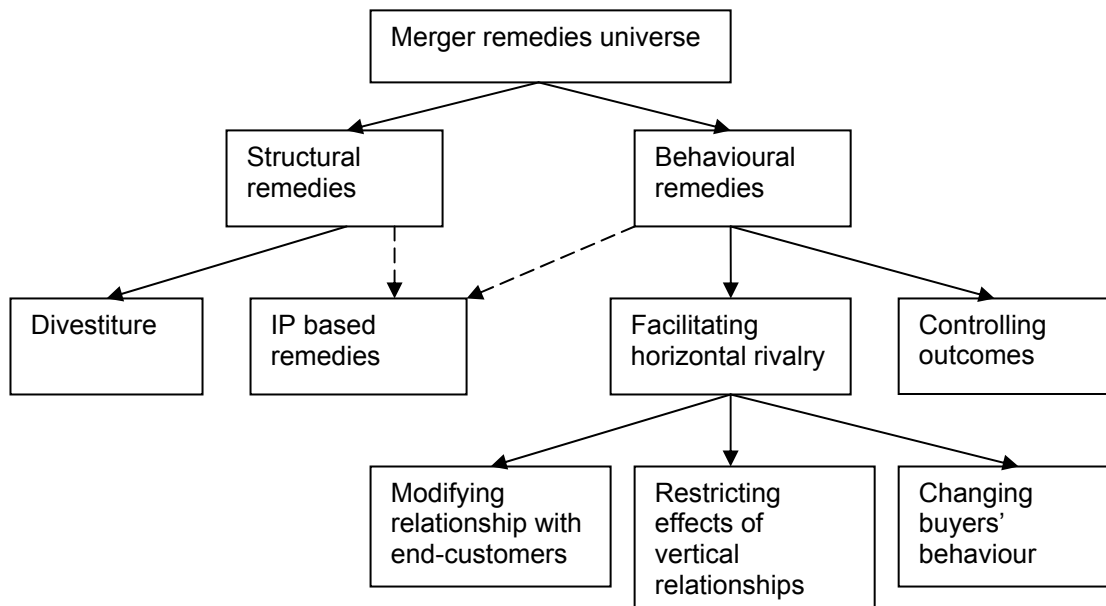 Merger remedies universe
Structural
remedies
Behavioural
remedies
Divestiture
IP based
remedies
Facilitating
horizontal rivalry
Controlling
outcomes
Modifying
relationship with
end-customers
Restricting
effects of
vertical
relationships
Changing
buyers’
behaviour